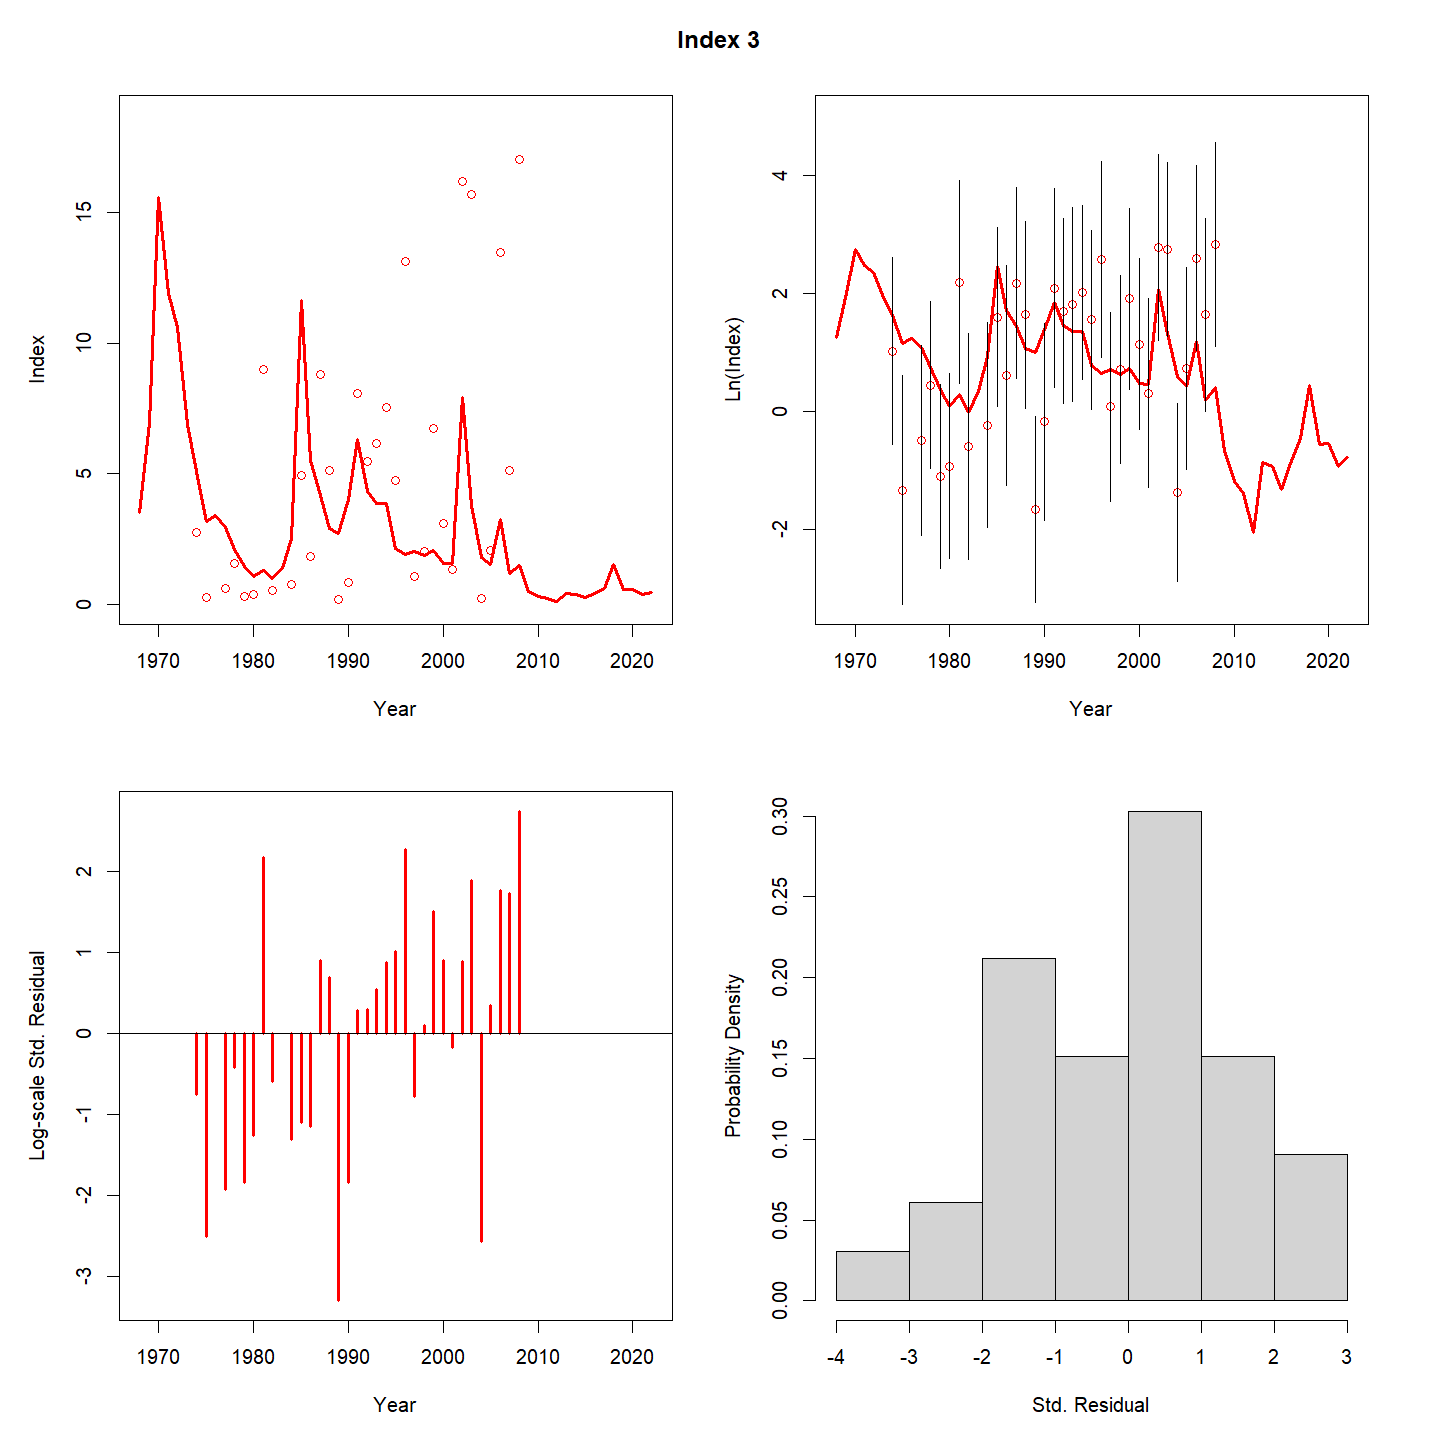 Index 3
Index
0 5 10 15
1970 1980 1990 2000 2010 2020
Year
Ln(Index)
-2 0 2 4
1970 1980 1990 2000 2010 2020
Year
Log-scale Std. Residual
-3 -2 -1 0 1 2
1970 1980 1990 2000 2010 2020
Year
Probability Density
0.00 0.05 0.10 0.15 0.20 0.25 0.30
-4 -3 -2 -1 0 1 2 3
Std. Residual